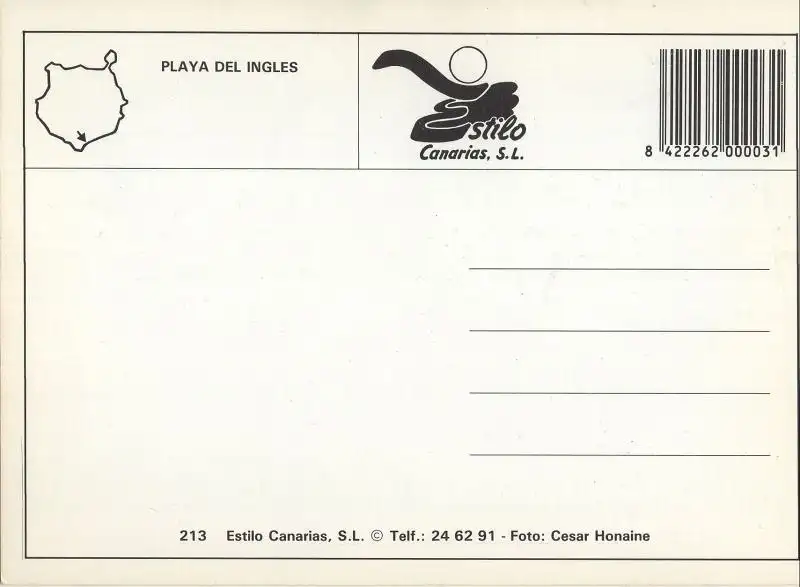 PLAYA DEL INGLES
Estilo
Canarias, S.L.
8 422262 000031
213 Estilo Canarias, S.L. © Telf.: 24 62 91 - Foto: Cesar Honaine